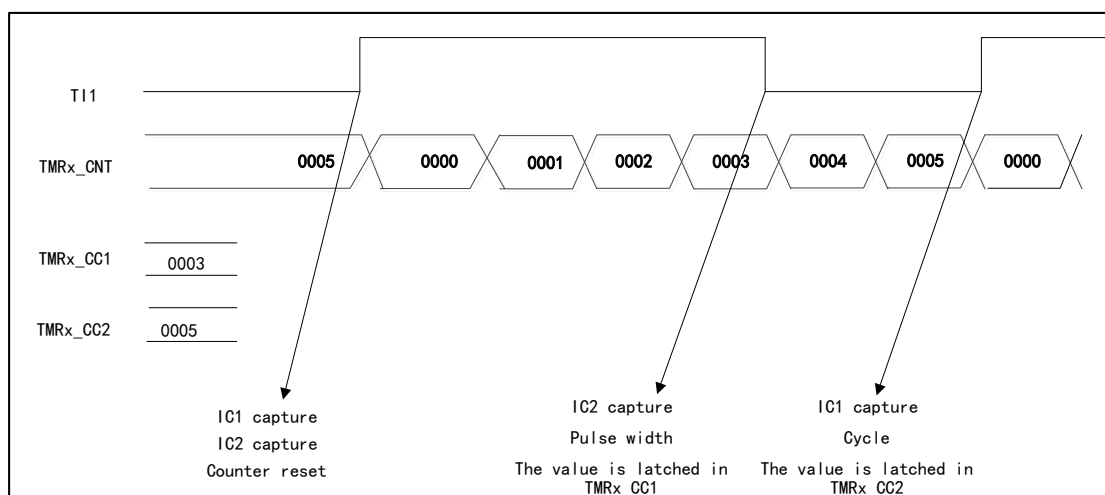 TI1
TMRx_CNT
0005 0000 0001 0002 0003 0004 0005 0000
TMRx_CC1
0003
TMRx_CC2
0005
IC1 capture
IC2 capture
Counter reset
IC2 capture
Pulse width
The value is latched in
TMRx CC1
IC1 capture
Cycle
The value is latched in
TMRx CC2